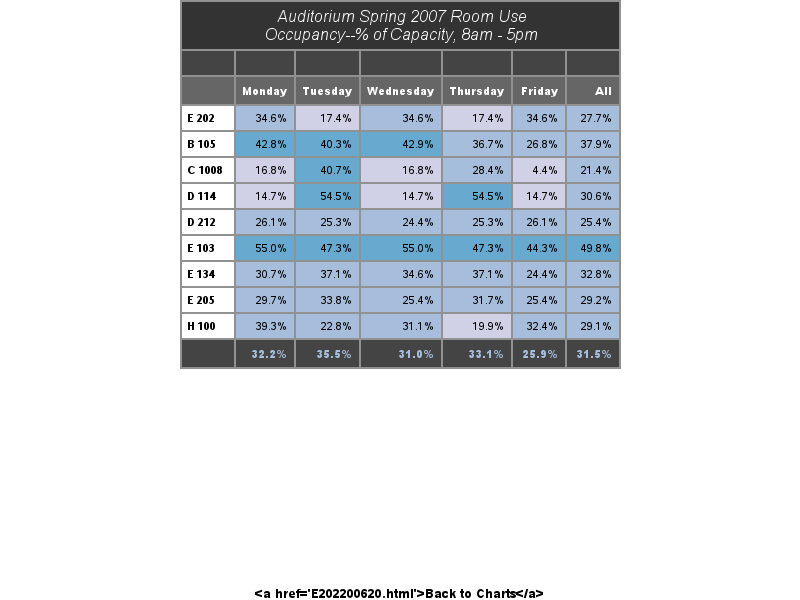 Auditorium Spring 2007 Room Use
Occupancy--% of Capacity, 8am - 5pm
Monday Tuesday Wednesday Thursday Friday All
E 202 34.6% 17.4% 34.6% 17.4% 34.6% 27.7%
B 105 42.8% 40.3% 42.9% 36.7% 26.8% 37.9%
C 1008 16.8% 40.7% 16.8% 28.4% 4.4% 21.4%
D 114 14.7% 54.5% 14.7% 54.5% 14.7% 30.6%
D 212 26.1% 25.3% 24.4% 25.3% 26.1% 25.4%
E 103 55.0% 47.3% 55.0% 47.3% 44.3% 49.8%
E 134 30.7% 37.1% 34.6% 37.1% 24.4% 32.8%
E 205 29.7% 33.8% 25.4% 31.7% 25.4% 29.2%
H 100 39.3% 22.8% 31.1% 19.9% 32.4% 29.1%
32.2% 35.5% 31.0% 33.1% 25.9% 31.5%
<a href='E202200620.html'>Back to Charts</a>